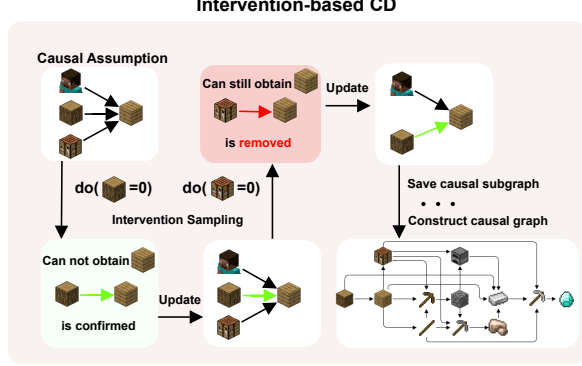 Intervention-based CD
Causal Assumption
Can still obtain
is removed
Update
do( =0)
do( =0)
Intervention Sampling
Save causal subgraph
• • •
Construct causal graph
Can not obtain
is confirmed
Update